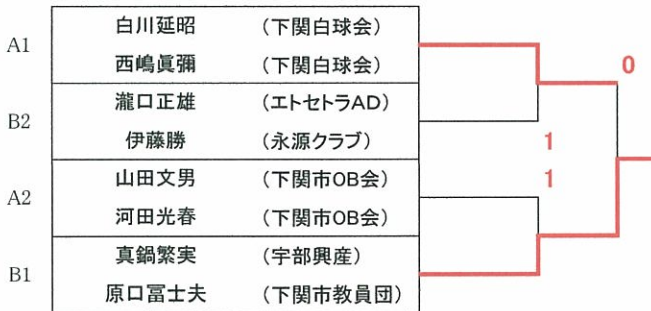 A1
白川延昭 (下関白球会)
西嶋眞彌 (下関白球会)
B2
瀧口正雄 (エトセトラAD)
伊藤勝 (永源クラブ)
A2
山田文男 (下関市OB会)
河田光春 (下関市OB会)
B1
真鍋繁実 (宇部興産)
原口冨士夫 (下関市教員団)
0
1
1